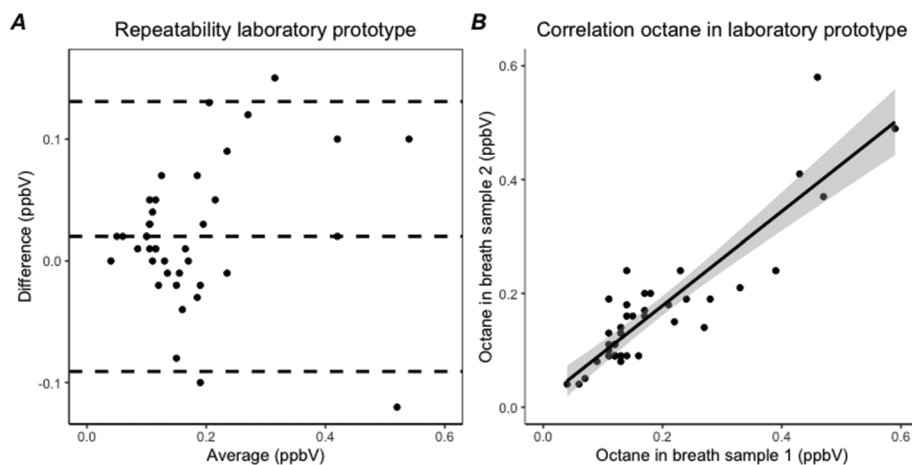 A
Repeatability laboratory prototype
Difference (ppbV)
0.1
0.0
-0.1
0.0
0.2
0.4
0.6
Average (ppbV)
B
Correlation octane in laboratory prototype
Octane in breath sample 2 (ppbV)
0.6
0.4
0.2
0.0
0.0
0.2
0.4
0.6
Octane in breath sample 1 (ppbV)